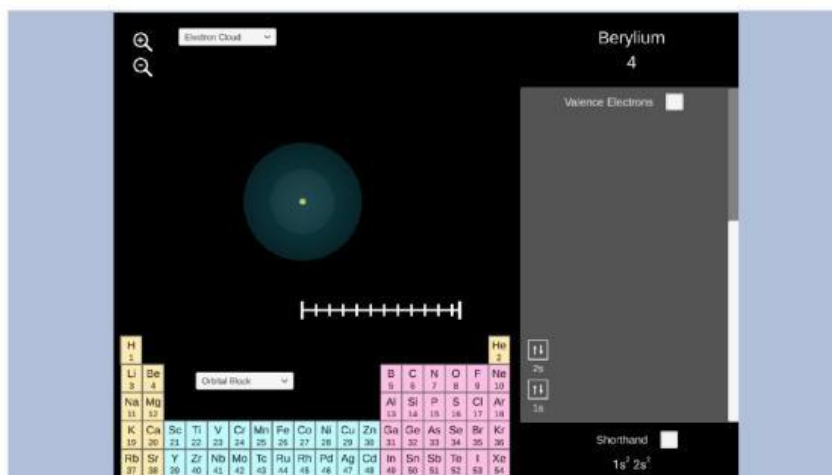 Electron Cloud
Berylium
4
Valence Electrons
H He
1 2
Li Be B C N O F Ne
3 4 5 6 7 8 9 10
Orbital Block
Na Mg Al Si P S Cl Ar
11 12 13 14 15 16 17 18
K Ca Sc Ti V Cr Mn Fe Co Ni Cu Zn Ga Ge As Se Br Kr
19 20 21 22 23 24 25 26 27 28 29 30 31 32 33 34 35 36
Rb Sr Y Zr Nb Mo Tc Ru Rh Pd Ag Cd In Sn Sb Te I Xe
37 38 39 40 41 42 43 44 45 46 47 48 49 50 51 52 53 54
2s
1s
Shorthand
1s² 2s²